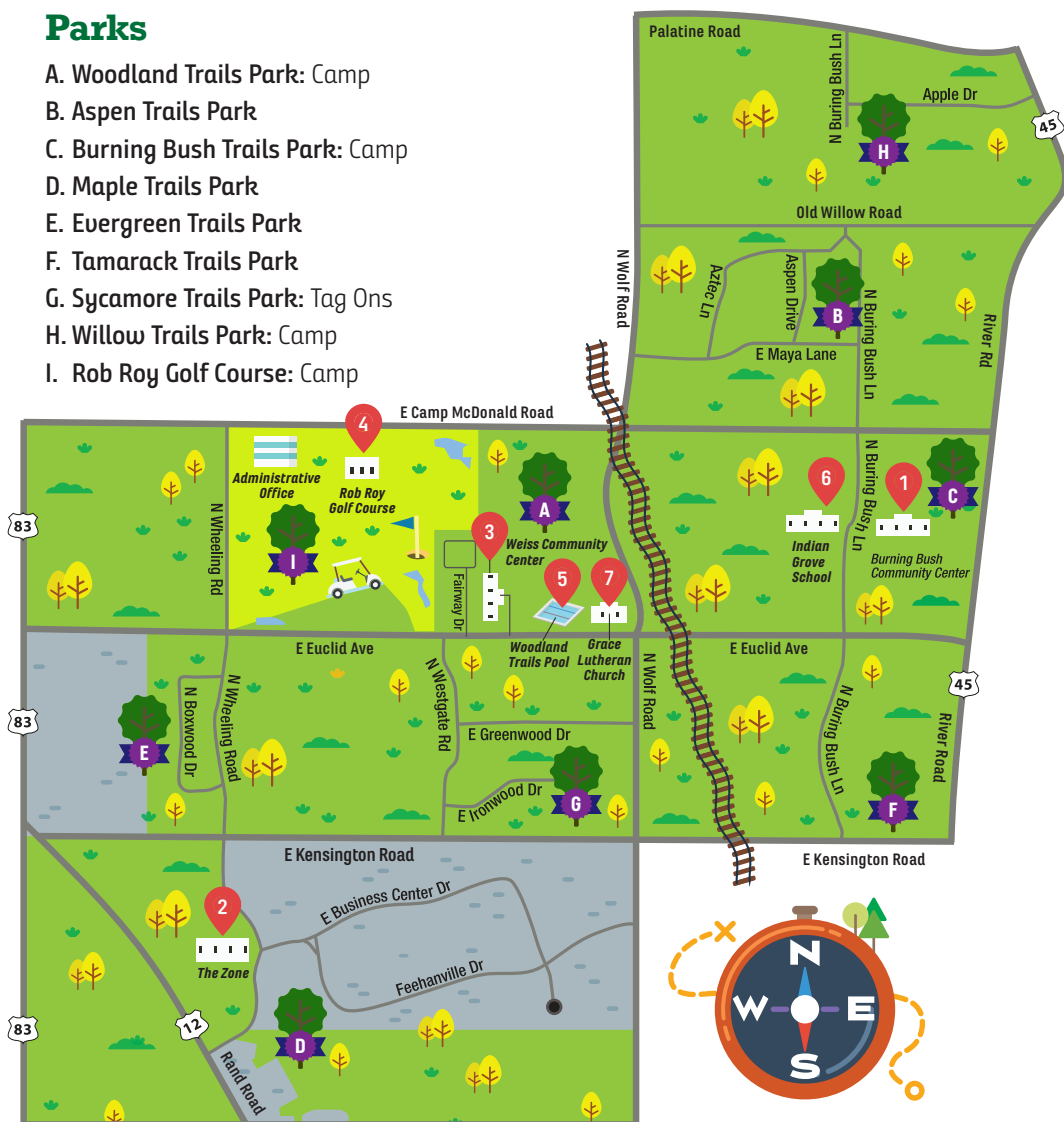 Parks
A. Woodland Trails Park: Camp
B. Aspen Trails Park
C. Burning Bush Trails Park: Camp
D. Maple Trails Park
E. Evergreen Trails Park
F. Tamarack Trails Park
G. Sycamore Trails Park: Tag Ons
H. Willow Trails Park: Camp
I. Rob Roy Golf Course: Camp
Palatine Road
N Buring Bush Ln
Apple Dr
45
H
Old Willow Road
N Wolf Road
Aztec Ln
Aspen Drive
B
N Buring Bush Ln
River Rd
E Maya Lane
E Camp McDonald Road
4
Administrative
Office
Rob Roy
Golf Course
A
6
1
C
N Buring Bush Ln
83
N Wheeling Rd
I
3
Weiss Community
Center
Fairway Dr
5
7
Indian
Grove
School
Burning Bush
Community Center
E Euclid Ave
Woodland
Trails Pool
Grace
Lutheran
Church
E Euclid Ave
83
E
N Boxwood Dr
N Wheeling Road
N Westgate Rd
E Greenwood Dr
E Ironwood Dr
G
N Wolf Road
N Buring Bush Ln
45
River Road
F
E Kensington Road
E Kensington Road
2
The Zone
E Business Center Dr
Feehanville Dr
83
12
Rand Road
D
N
W
E
S